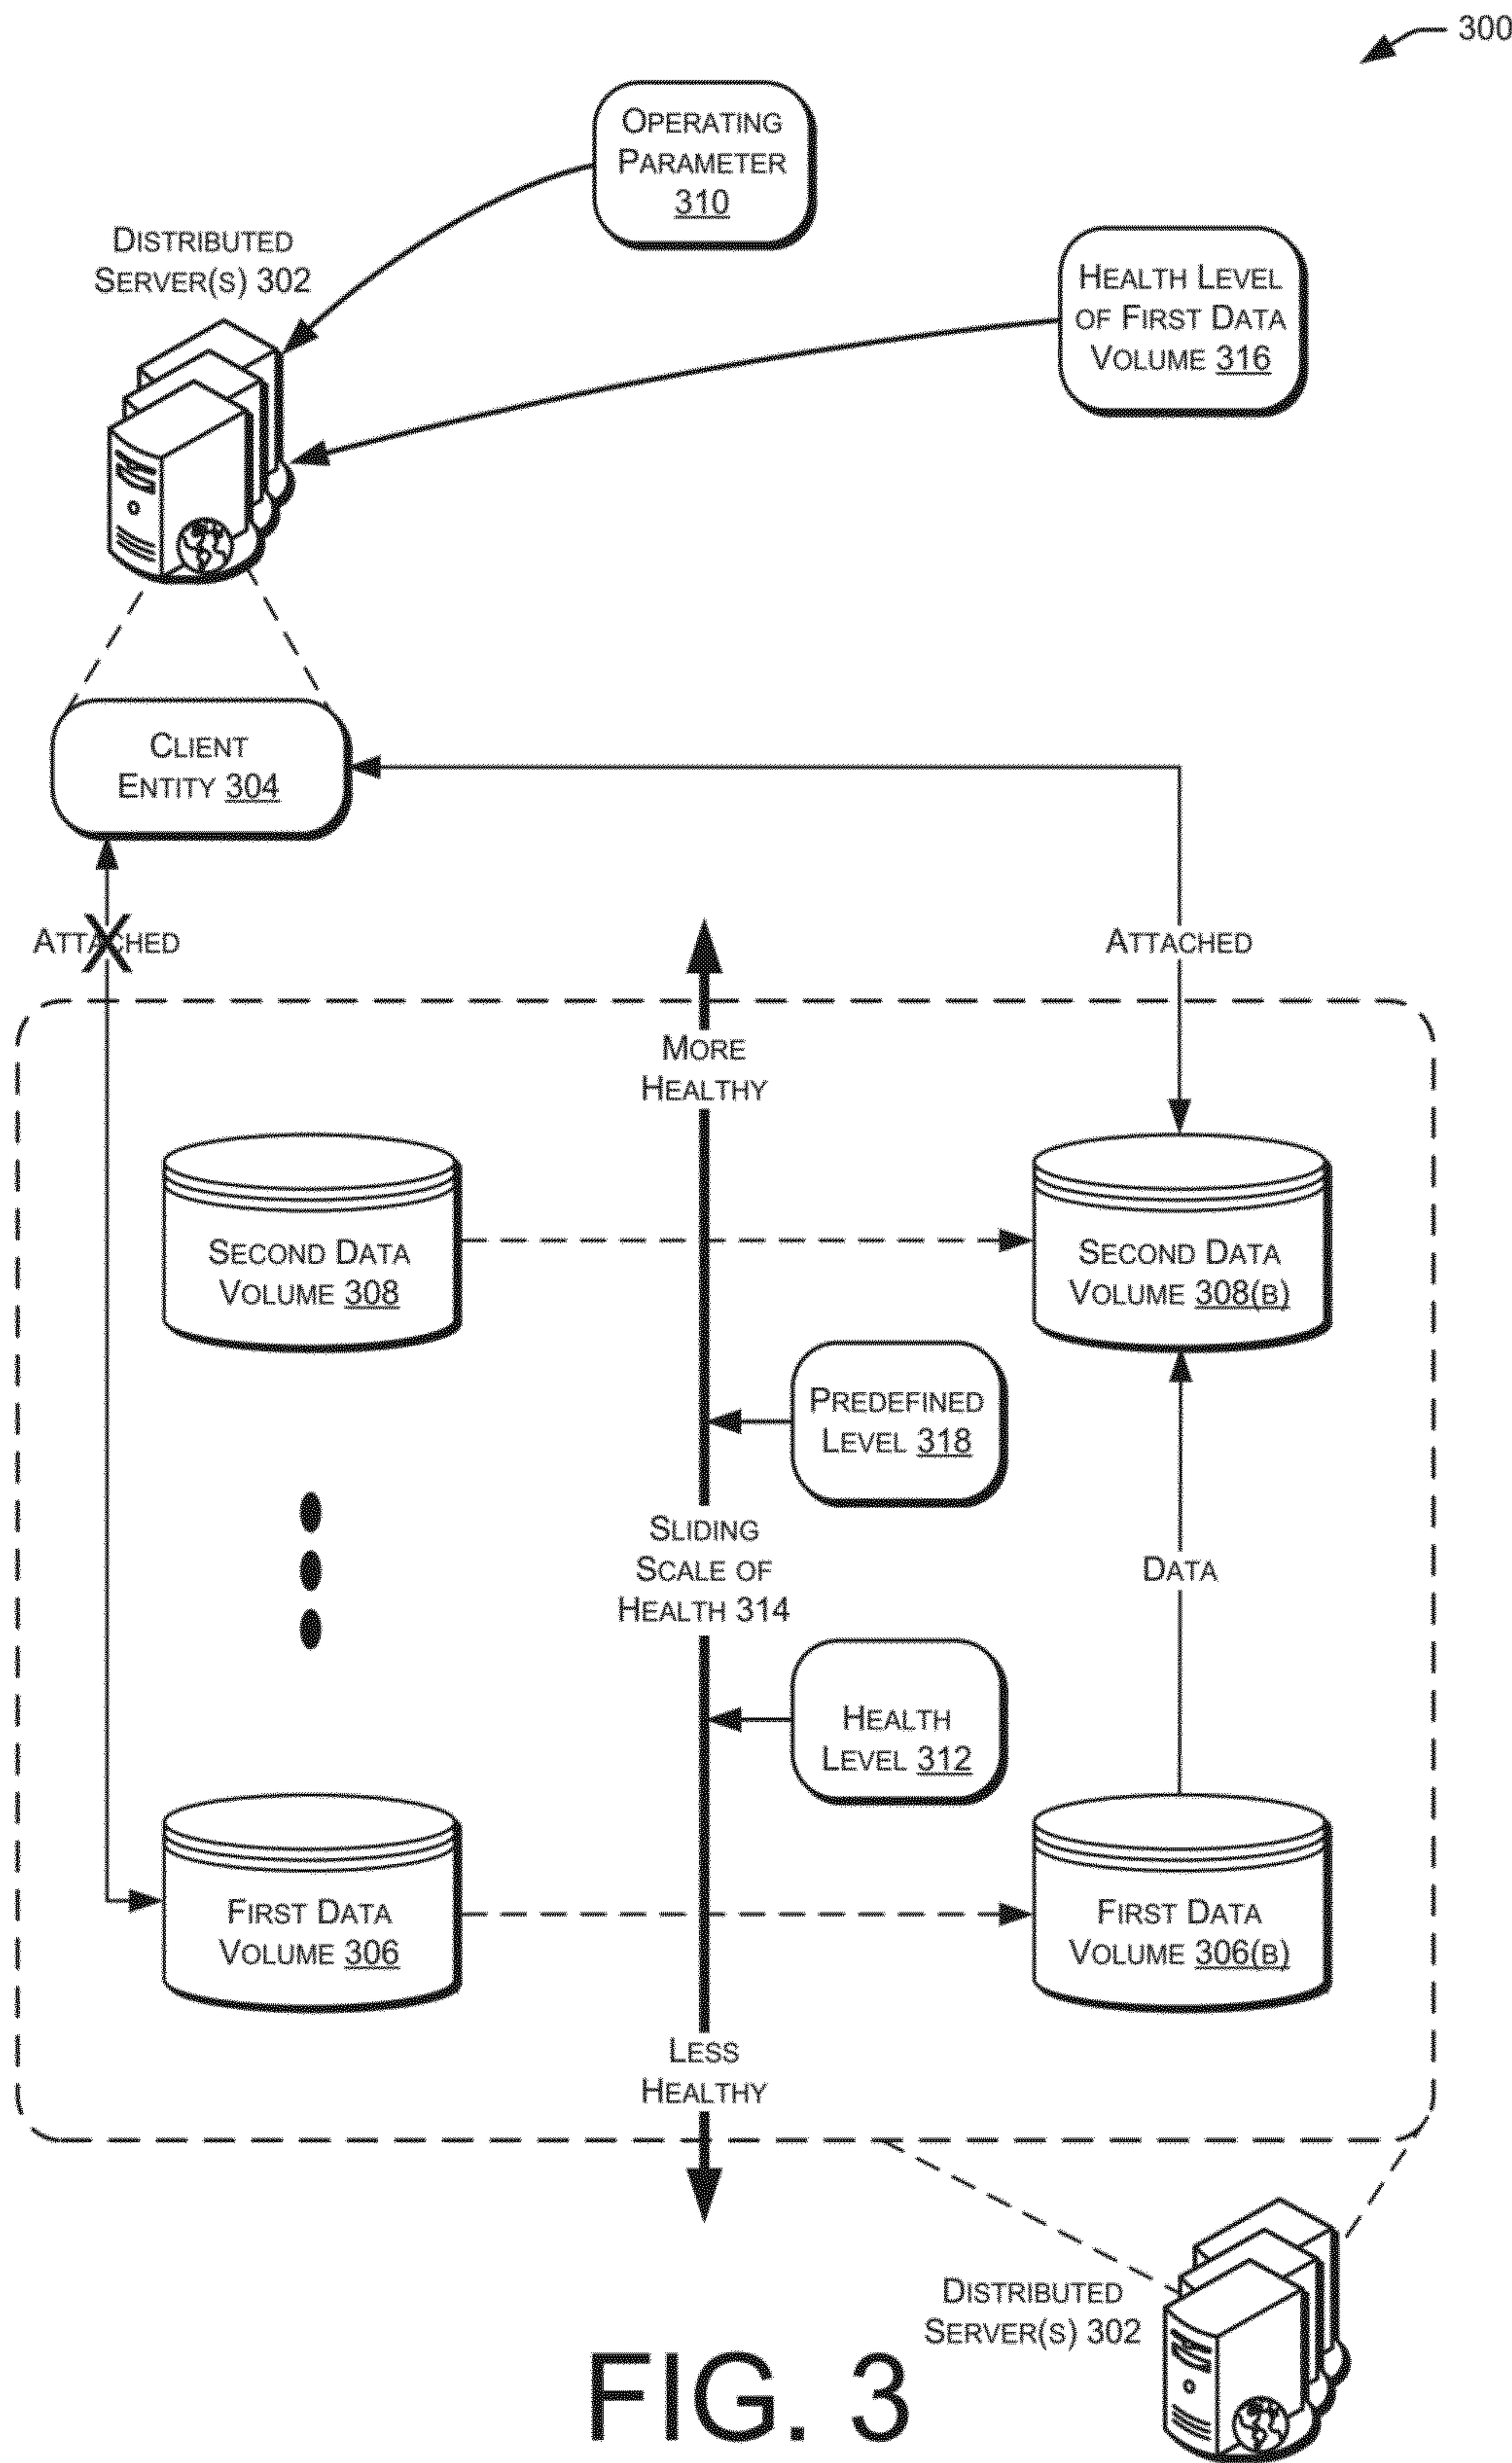 300
OPERATING
PARAMETER
310
DISTRIBUTED
SERVER(S) 302
HEALTH LEVEL
OF FIRST DATA
VOLUME 316
CLIENT
ENTITY 304
ATTACHED
X
ATTACHED
MORE
HEALTHY
SECOND DATA
VOLUME 308
SECOND DATA
VOLUME 308(B)
PREDEFINED
LEVEL 318
SLIDING
SCALE OF
HEALTH 314
DATA
HEALTH
LEVEL 312
FIRST DATA
VOLUME 306
FIRST DATA
VOLUME 306(B)
LESS
HEALTHY
DISTRIBUTED
SERVER(S) 302
FIG. 3